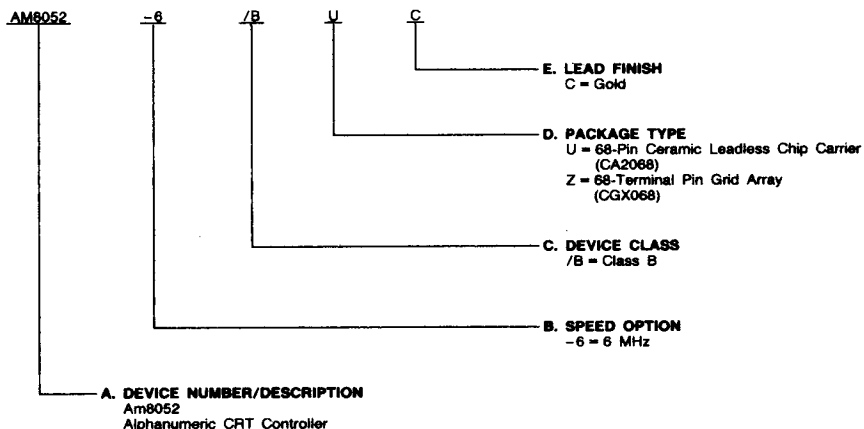 AM8052 -6 /B U C
E. LEAD FINISH
C = Gold
D. PACKAGE TYPE
U = 68-Pin Ceramic Leadless Chip Carrier
(CA2068)
Z = 68-Terminal Pin Grid Array
(CGX068)
C. DEVICE CLASS
/B = Class B
B. SPEED OPTION
-6 = 6 MHz
A. DEVICE NUMBER/DESCRIPTION
Am8052
Alphanumeric CRT Controller